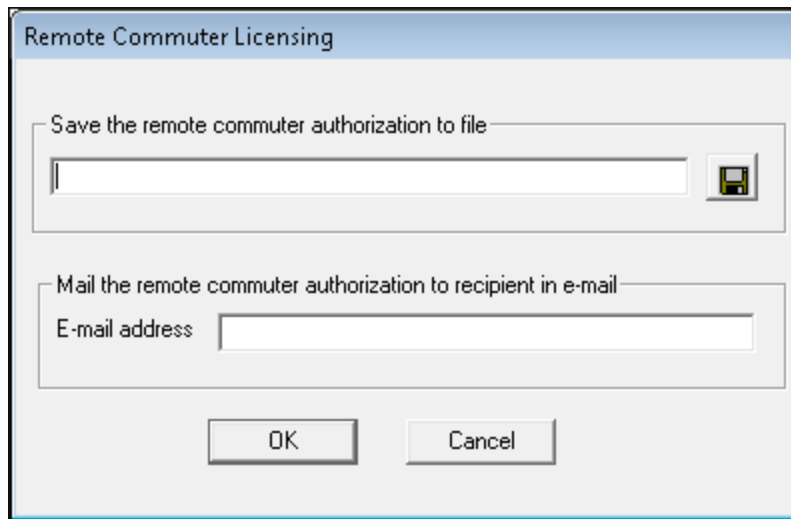 Remote Commuter Licensing
Save the remote commuter authorization to file
Mail the remote commuter authorization to recipient in e-mail
E-mail address
OK
Cancel